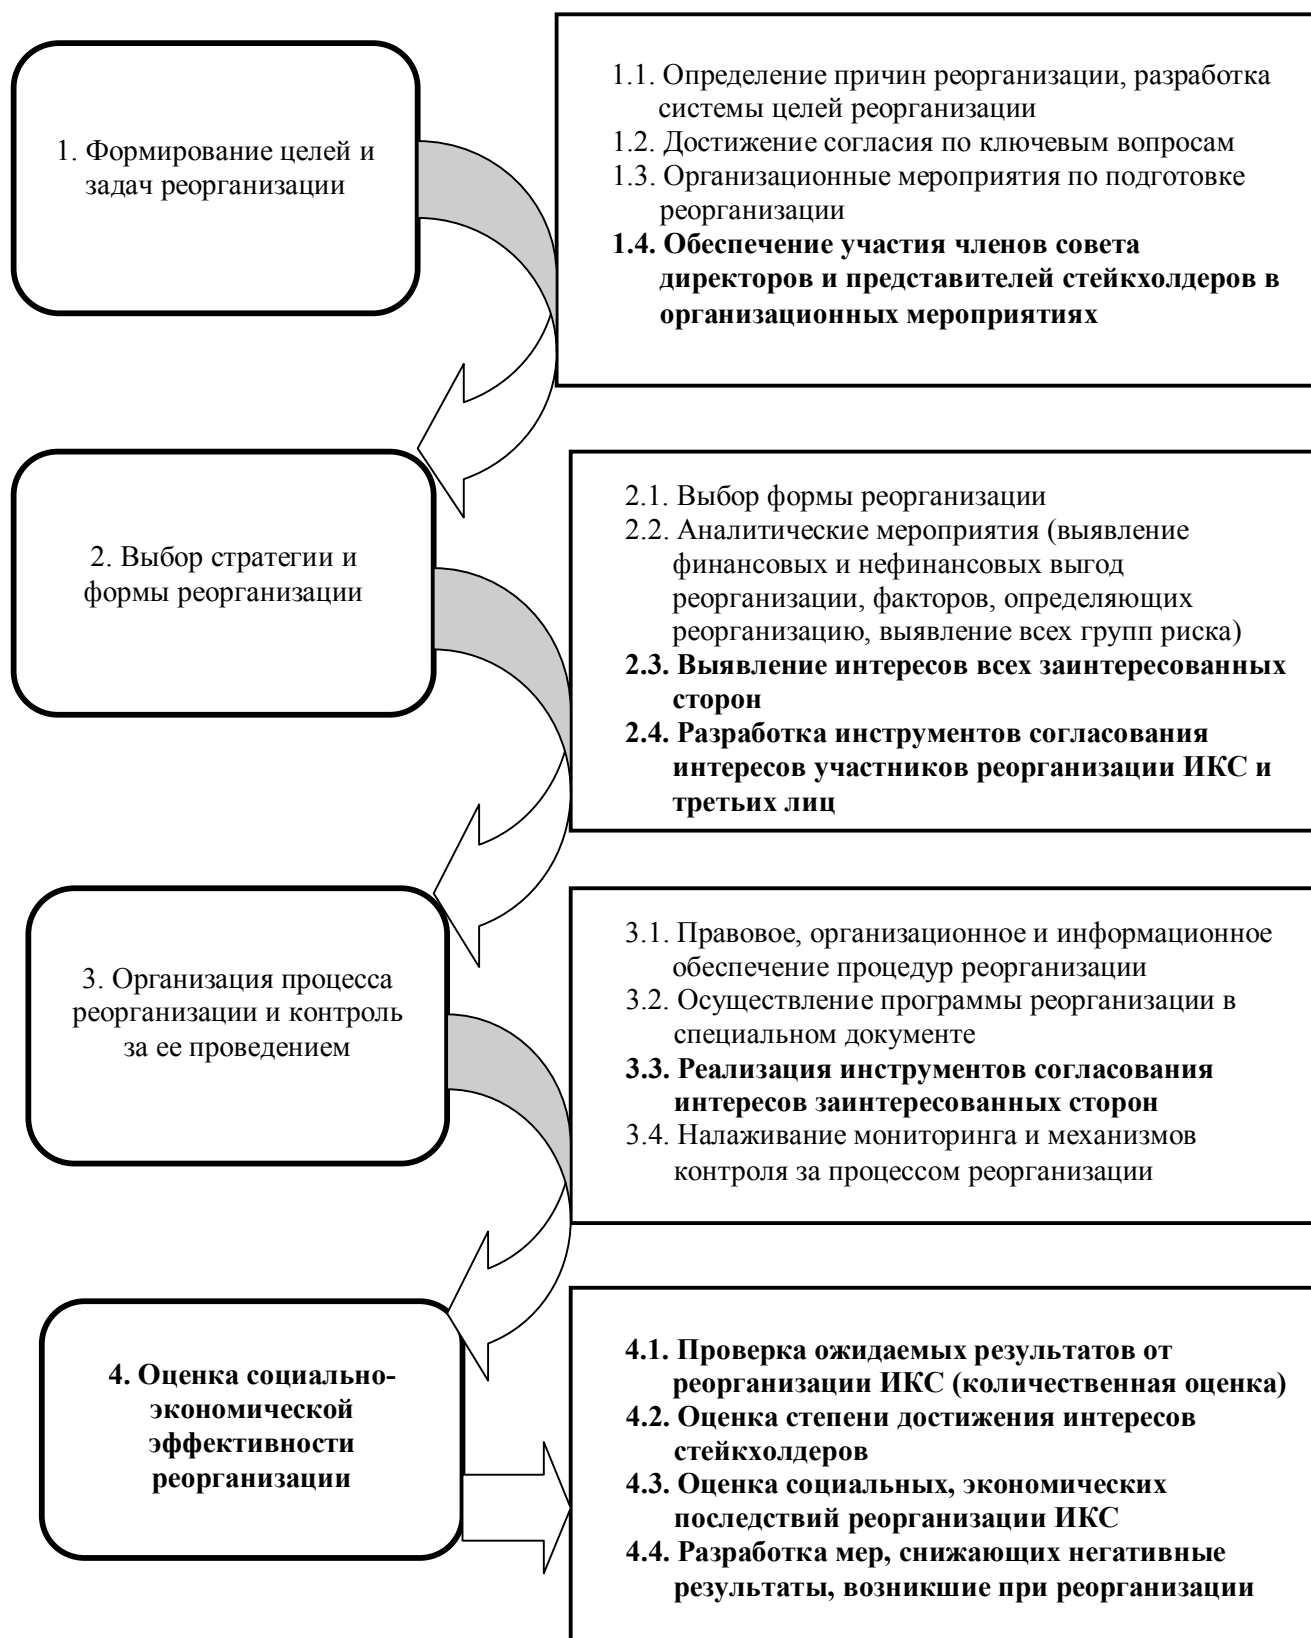 1. Формирование целей и
задач реорганизации
1.1. Определение причин реорганизации, разработка
системы целей реорганизации
1.2. Достижение согласия по ключевым вопросам
1.3. Организационные мероприятия по подготовке
реорганизации
1.4. Обеспечение участия членов совета
директоров и представителей стейкхолдеров в
организационных мероприятиях
2. Выбор стратегии и
формы реорганизации
2.1. Выбор формы реорганизации
2.2. Аналитические мероприятия (выявление
финансовых и нефинансовых выгод
реорганизации, факторов, определяющих
реорганизацию, выявление всех групп риска)
2.3. Выявление интересов всех заинтересованных
сторон
2.4. Разработка инструментов согласования
интересов участников реорганизации ИКС и
третьих лиц
3. Организация процесса
реорганизации и контроль
за ее проведением
3.1. Правовое, организационное и информационное
обеспечение процедур реорганизации
3.2. Осуществление программы реорганизации в
специальном документе
3.3. Реализация инструментов согласования
интересов заинтересованных сторон
3.4. Налаживание мониторинга и механизмов
контроля за процессом реорганизации
4. Оценка социально-
экономической
эффективности
реорганизации
4.1. Проверка ожидаемых результатов от
реорганизации ИКС (количественная оценка)
4.2. Оценка степени достижения интересов
стейкхолдеров
4.3. Оценка социальных, экономических
последствий реорганизации ИКС
4.4. Разработка мер, снижающих негативные
результаты, возникшие при реорганизации